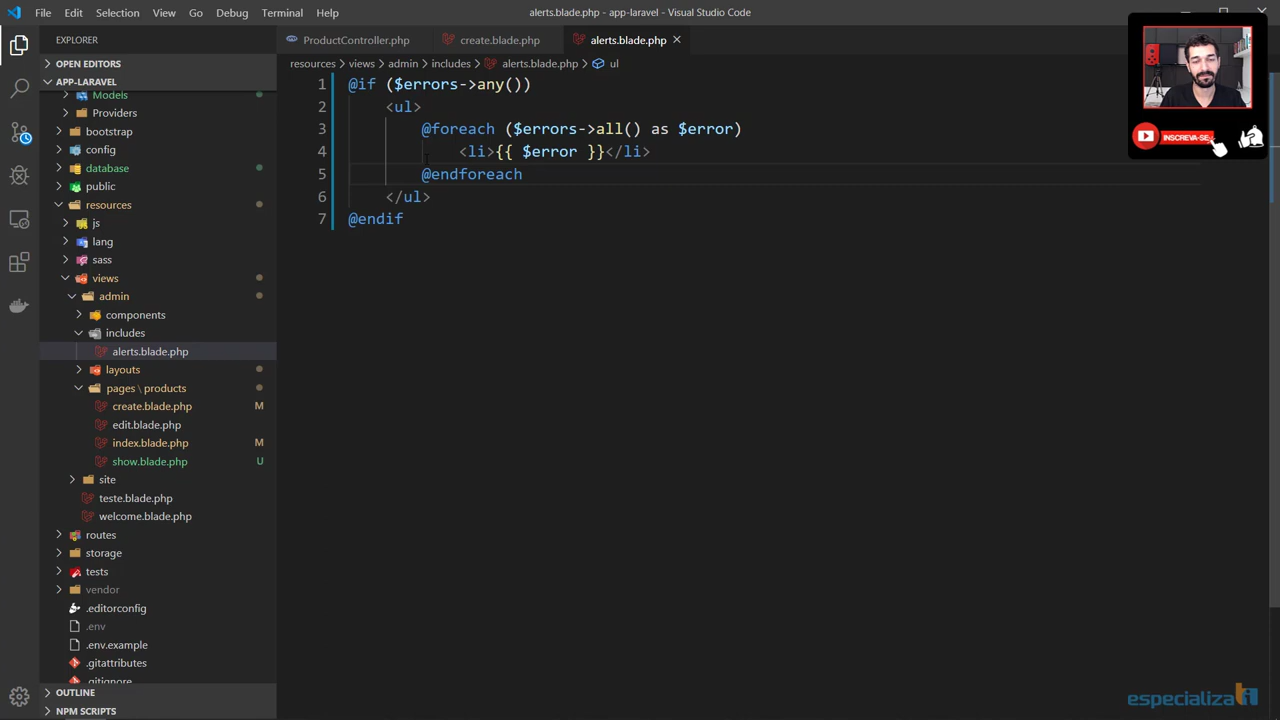 File Edit Selection View Go Debug Terminal Help
alerts.blade.php - app-laravel - Visual Studio Code
EXPLORER
OPEN EDITORS
APP-LARAVEL
Models
Providers
bootstrap
config
database
public
resources
js
lang
sass
views
admin
components
includes
alerts.blade.php
layouts
pages \ products
create.blade.php M
edit.blade.php
index.blade.php M
show.blade.php U
site
teste.blade.php
welcome.blade.php
routes
storage
tests
vendor
.editorconfig
.env
.env.example
.gitattributes
.gitignore
OUTLINE
NPM SCRIPTS
ProductController.php create.blade.php alerts.blade.php
resources > views > admin > includes > alerts.blade.php > ul
1 @if ($errors->any())
2 <ul>
3 @foreach ($errors->all() as $error)
4 <li>{{ $error }}</li>
5 @endforeach
6 </ul>
7 @endif
INSCREVA-SE
especializati